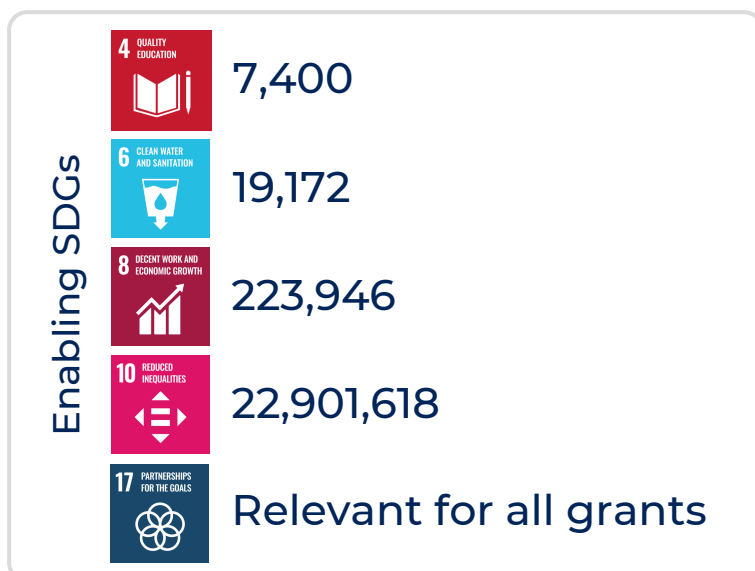 Enabling SDGs
4 QUALITY
EDUCATION
7,400
6 CLEAN WATER
AND SANITATION
19,172
8 DECENT WORK AND
ECONOMIC GROWTH
223,946
10 REDUCED
INEQUALITIES
22,901,618
17 PARTNERSHIPS
FOR THE GOALS
Relevant for all grants